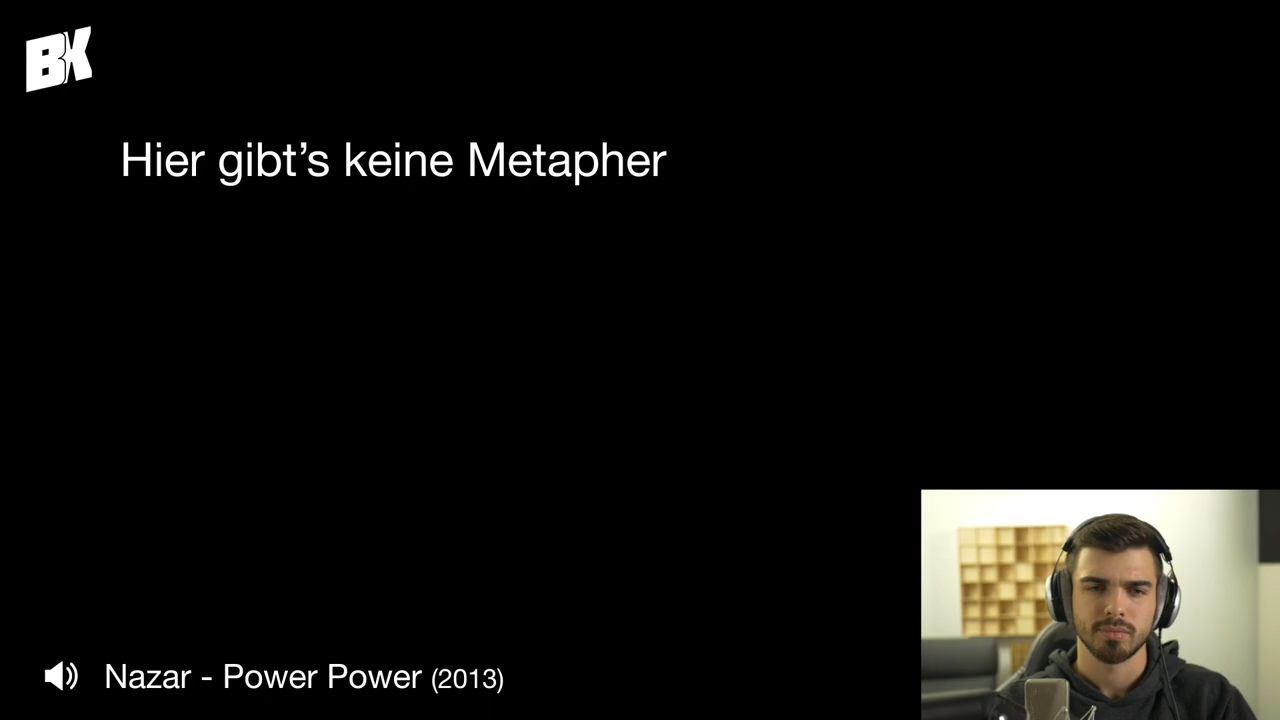 BK
Hier gibt’s keine Metapher
Nazar - Power Power (2013)